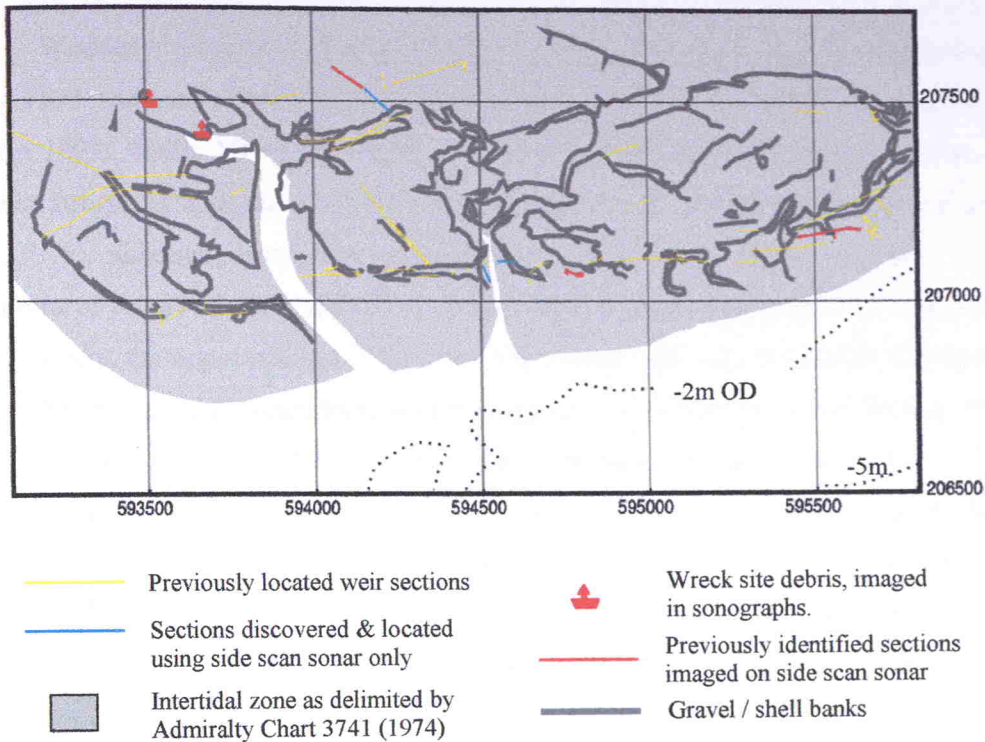 207500
207000
-2m OD
-5m
206500
593500 594000 594500 595000 595500
Previously located weir sections
Sections discovered & located
using side scan sonar only
Intertidal zone as delimited by
Admiralty Chart 3741 (1974)
Wreck site debris, imaged
in sonographs.
Previously identified sections
imaged on side scan sonar
Gravel / shell banks